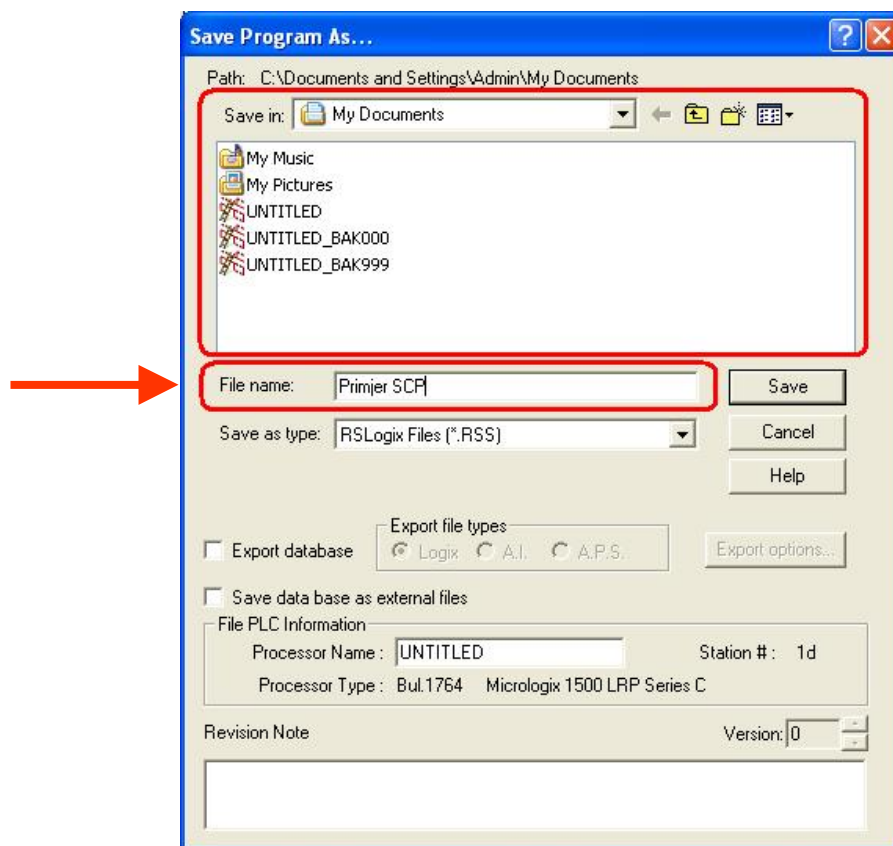 Save Program As...
Path: C:\Documents and Settings\Admin\My Documents
Save in: My Documents
My Music
My Pictures
UNTITLED
UNTITLED_BAK000
UNTITLED_BAK999
File name: Primjer SCP Save
Save as type: RSLogix Files (*.RSS) Cancel
Help
Export file types
Export database Logix A.I. A.P.S. Export options...
Save data base as external files
File PLC Information
Processor Name : UNTITLED Station # : 1d
Processor Type : Bul.1764 Micrologix 1500 LRP Series C
Revision Note Version: 0